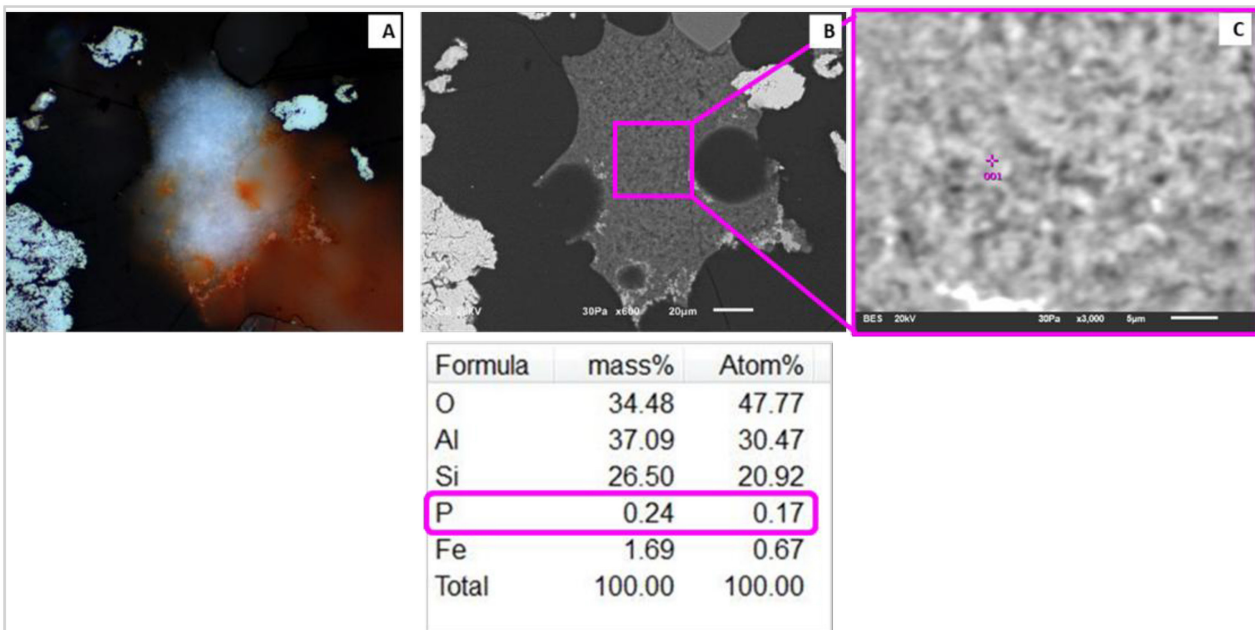 A
B
C
001
30Pa x600 20µm
BES 20kV 30Pa x3,000 5µm
Formula mass% Atom%
O 34.48 47.77
Al 37.09 30.47
Si 26.50 20.92
P 0.24 0.17
Fe 1.69 0.67
Total 100.00 100.00